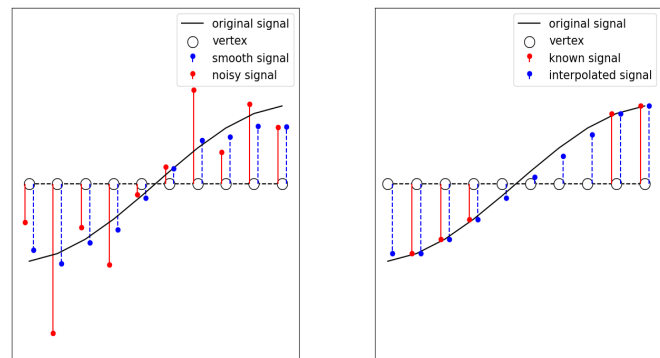 original signal
vertex
smooth signal
noisy signal
original signal
vertex
known signal
interpolated signal